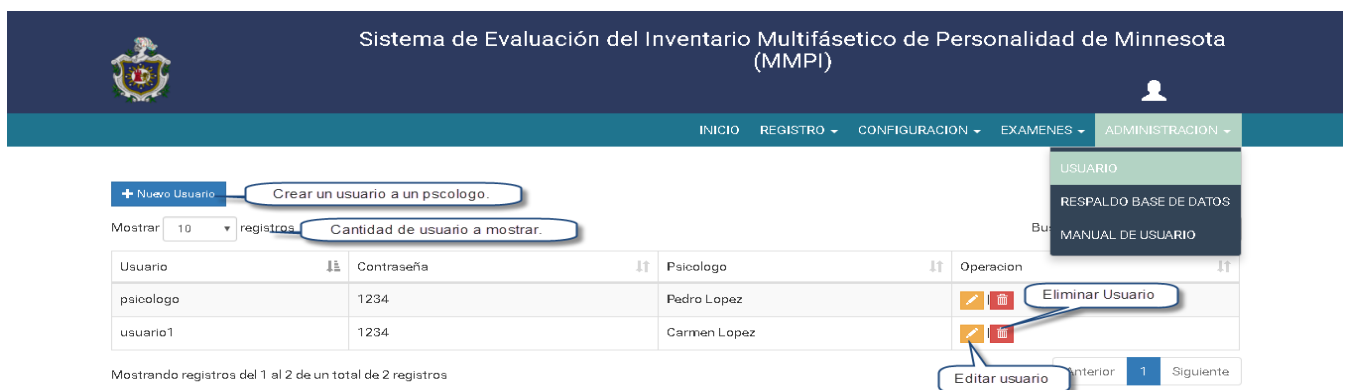 Sistema de Evaluación del Inventario Multifásetico de Personalidad de Minnesota
(MMPI)
INICIO REGISTRO CONFIGURACION EXAMENES ADMINISTRACION
USUARIO
RESPALDO BASE DE DATOS
MANUAL DE USUARIO
Nuevo Usuario
Crear un usuario a un pscologo.
Mostrar 10 registros
Cantidad de usuario a mostrar.
Usuario Contraseña Psicologo Operacion
psicologo 1234 Pedro Lopez |
Eliminar Usuario
usuario1 1234 Carmen Lopez |
Editar usuario
Mostrando registros del 1 al 2 de un total de 2 registros
Anterior 1 Siguiente